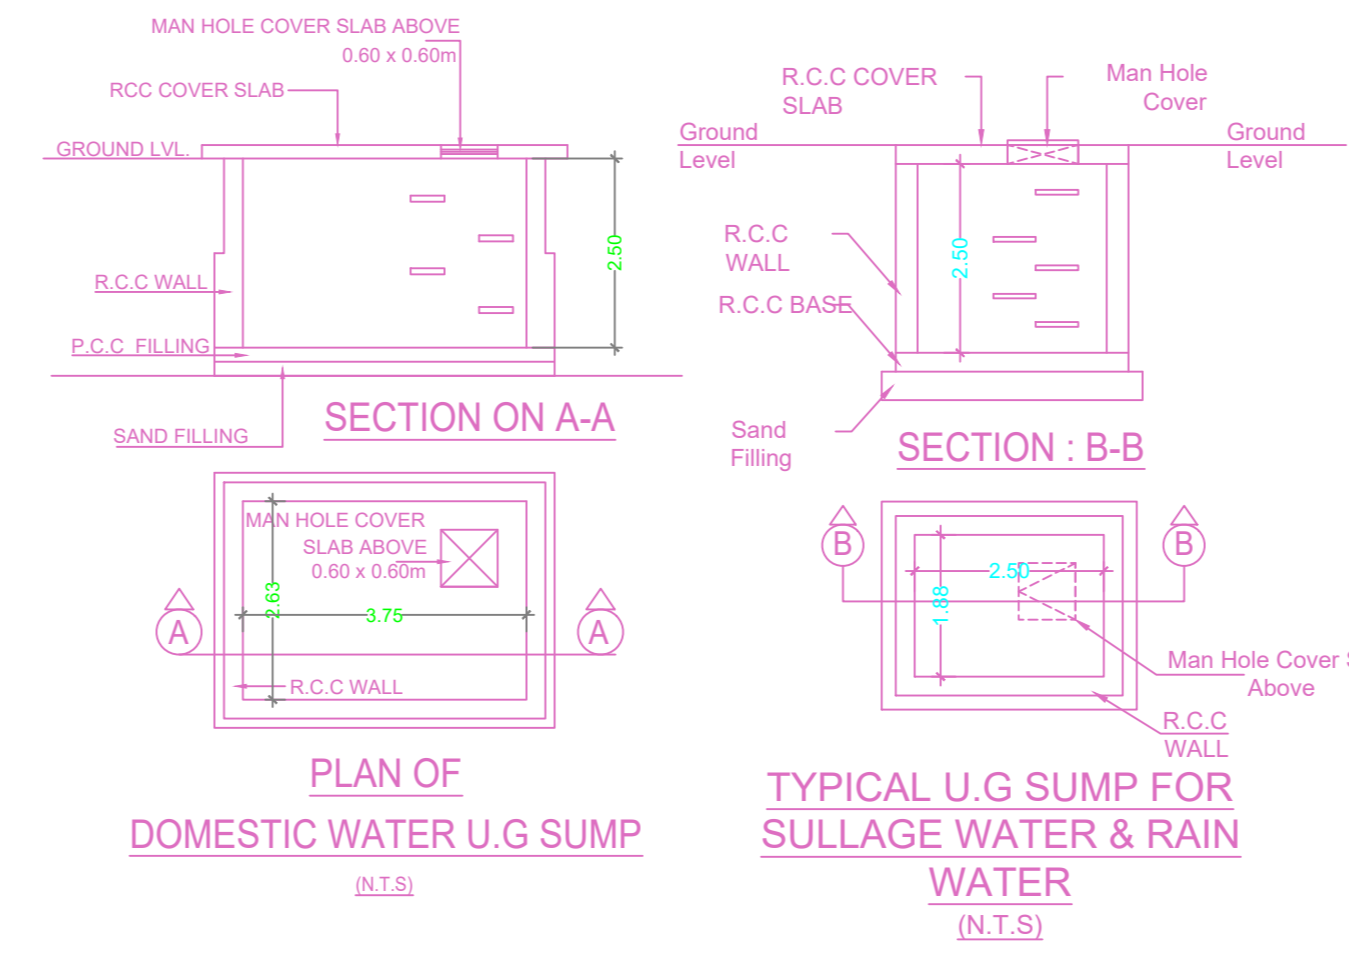 MAN HOLE COVER SLAB ABOVE
0.60 x 0.60m
RCC COVER SLAB
GROUND LVL.
2.50
R.C.C WALL
P.C.C FILLING
SAND FILLING
SECTION ON A-A
MAN HOLE COVER
SLAB ABOVE
0.60 x 0.60m
2.63
3.75
A
A
R.C.C WALL
PLAN OF
DOMESTIC WATER U.G SUMP
(N.T.S)
R.C.C COVER
SLAB
Man Hole
Cover
Ground
Level
Ground
Level
R.C.C
WALL
2.50
R.C.C BASE
Sand
Filling
SECTION : B-B
B
B
2.50
1.88
Man Hole Cover S
Above
R.C.C
WALL
TYPICAL U.G SUMP FOR
SULLAGE WATER & RAIN
WATER
(N.T.S)